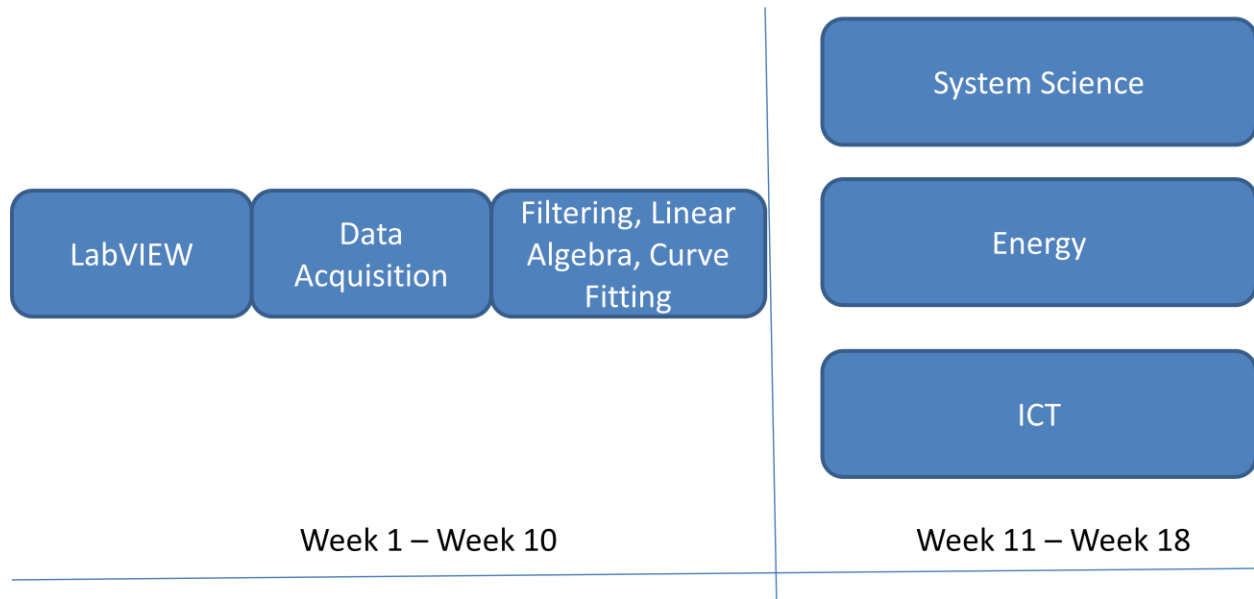 LabVIEW
Data
Acquisition
Filtering, Linear
Algebra, Curve
Fitting
Week 1 – Week 10
System Science
Energy
ICT
Week 11 – Week 18